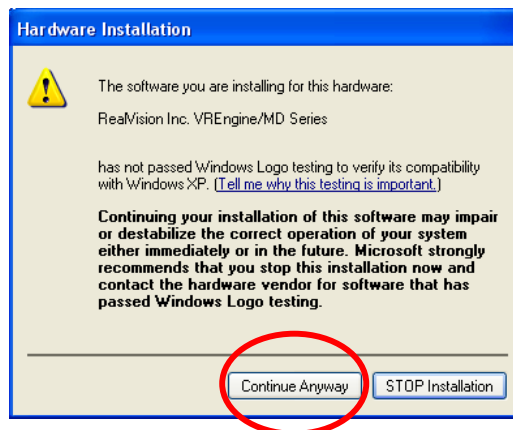 Hardware Installation
The software you are installing for this hardware:
RealVision Inc. VREngine/MD Series
has not passed Windows Logo testing to verify its compatibility
with Windows XP. (Tell me why this testing is important.)
Continuing your installation of this software may impair
or destabilize the correct operation of your system
either immediately or in the future. Microsoft strongly
recommends that you stop this installation now and
contact the hardware vendor for software that has
passed Windows Logo testing.
Continue Anyway STOP Installation